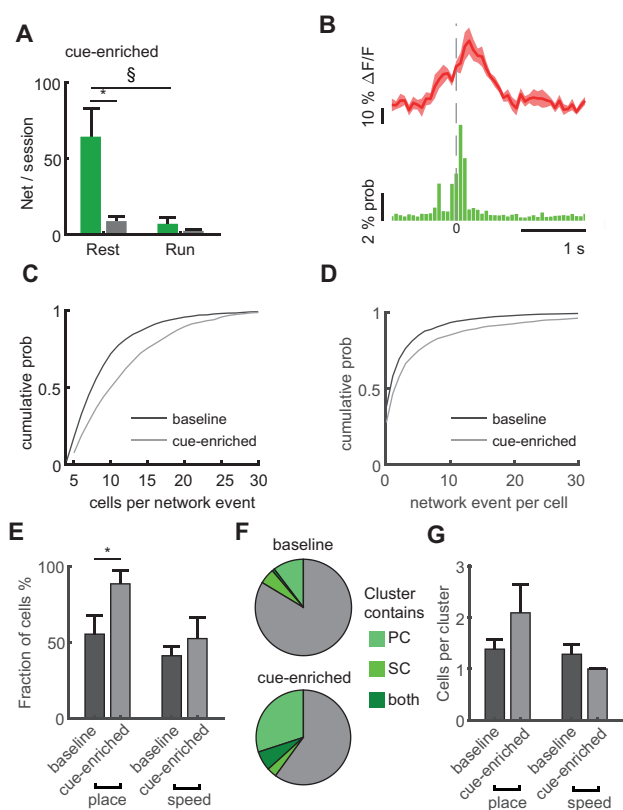 A
cue-enriched
§
*
100
50
0
Net / session
Rest
Run
B
10 % ΔF/F
2 % prob
0
1 s
C
1
0.5
0
cumulative prob
baseline
cue-enriched
5
10
15
20
25
30
cells per network event
D
1
0.5
0
cumulative prob
baseline
cue-enriched
0
10
20
30
network event per cell
E
*
100
50
0
Fraction of cells %
baseline
cue-enriched
baseline
cue-enriched
place
speed
F
baseline
Cluster
contains
PC
SC
both
cue-enriched
G
3
2
1
0
Cells per cluster
baseline
cue-enriched
baseline
cue-enriched
place
speed